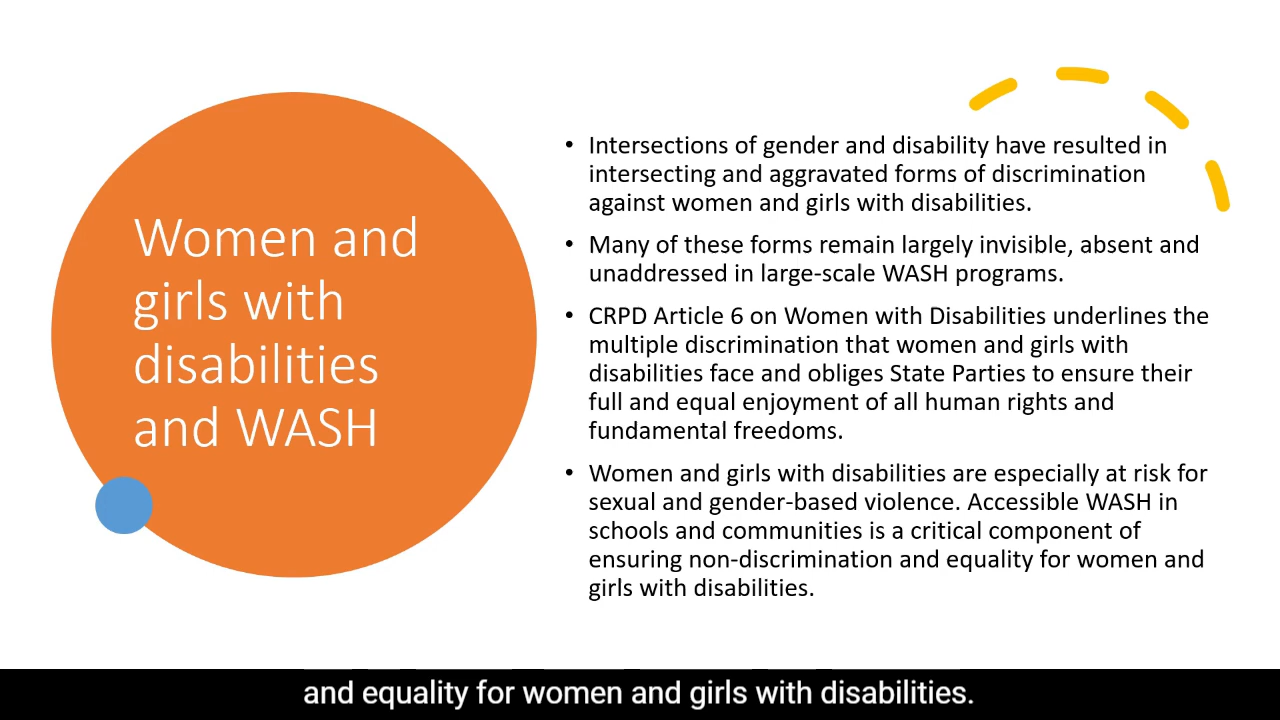 Women and
girls with
disabilities
and WASH
• Intersections of gender and disability have resulted in
intersecting and aggravated forms of discrimination
against women and girls with disabilities.
• Many of these forms remain largely invisible, absent and
unaddressed in large-scale WASH programs.
• CRPD Article 6 on Women with Disabilities underlines the
multiple discrimination that women and girls with
disabilities face and obliges State Parties to ensure their
full and equal enjoyment of all human rights and
fundamental freedoms.
• Women and girls with disabilities are especially at risk for
sexual and gender-based violence. Accessible WASH in
schools and communities is a critical component of
ensuring non-discrimination and equality for women and
girls with disabilities.
and equality for women and girls with disabilities.